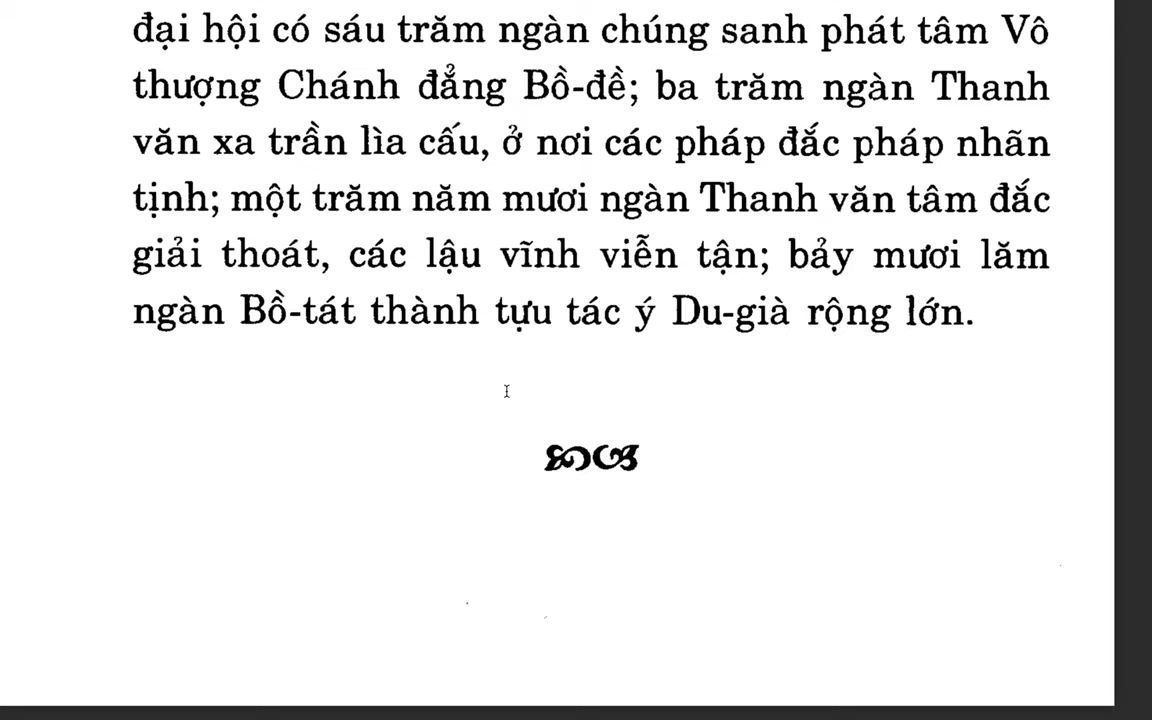 đại hội có sáu trăm ngàn chúng sanh phát tâm Vô
thượng Chánh đẳng Bồ-đề; ba trăm ngàn Thanh
văn xa trần lìa cấu, ở nơi các pháp đắc pháp nhãn
tịnh; một trăm năm mươi ngàn Thanh văn tâm đắc
giải thoát, các lậu vĩnh viễn tận; bảy mươi lăm
ngàn Bồ-tát thành tựu tác ý Du-già rộng lớn.